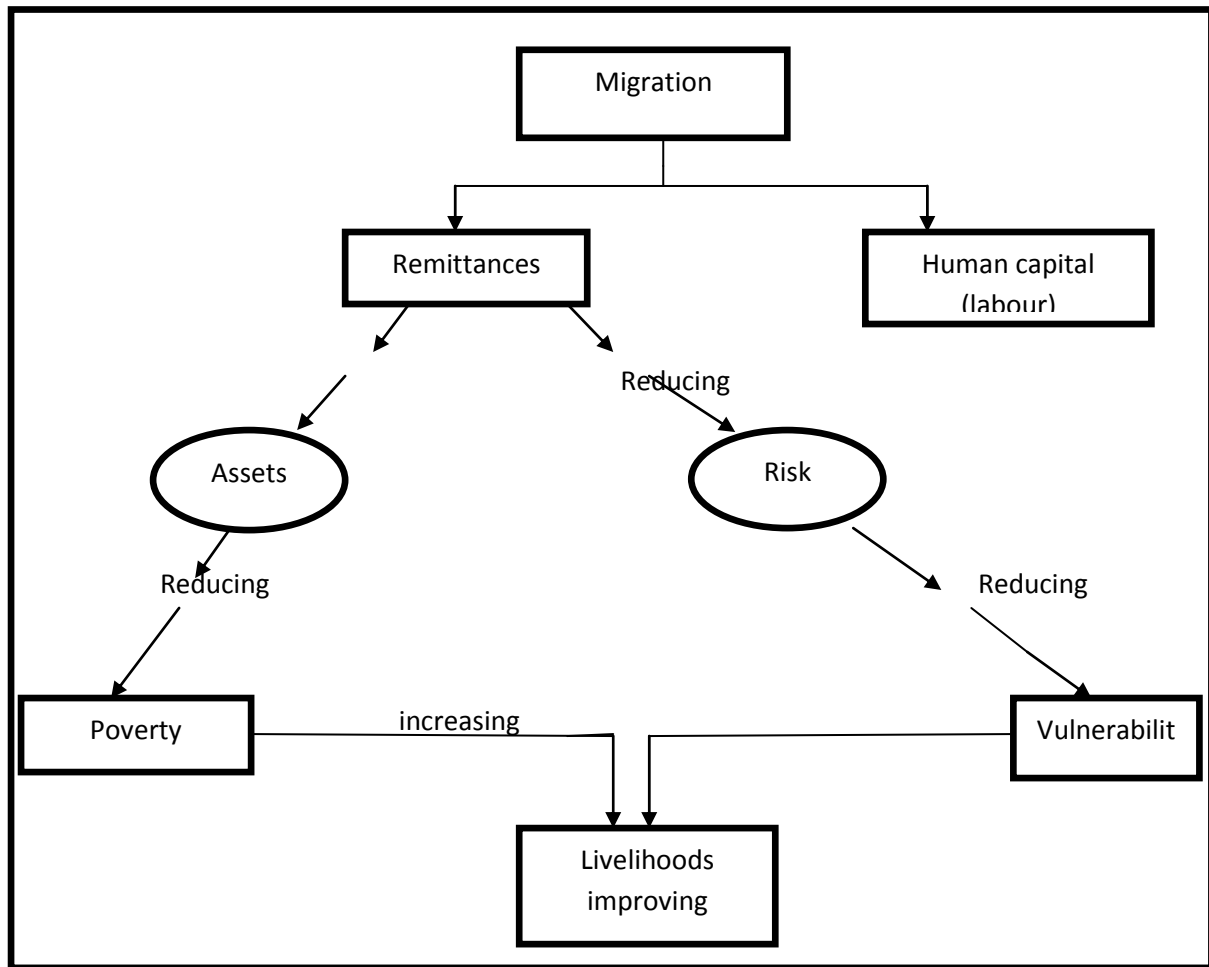 Migration
Remittances
Human capital
(labour)
Reducing
Assets
Risk
Reducing
Reducing
Poverty
increasing
Vulnerabilit
Livelihoods
improving